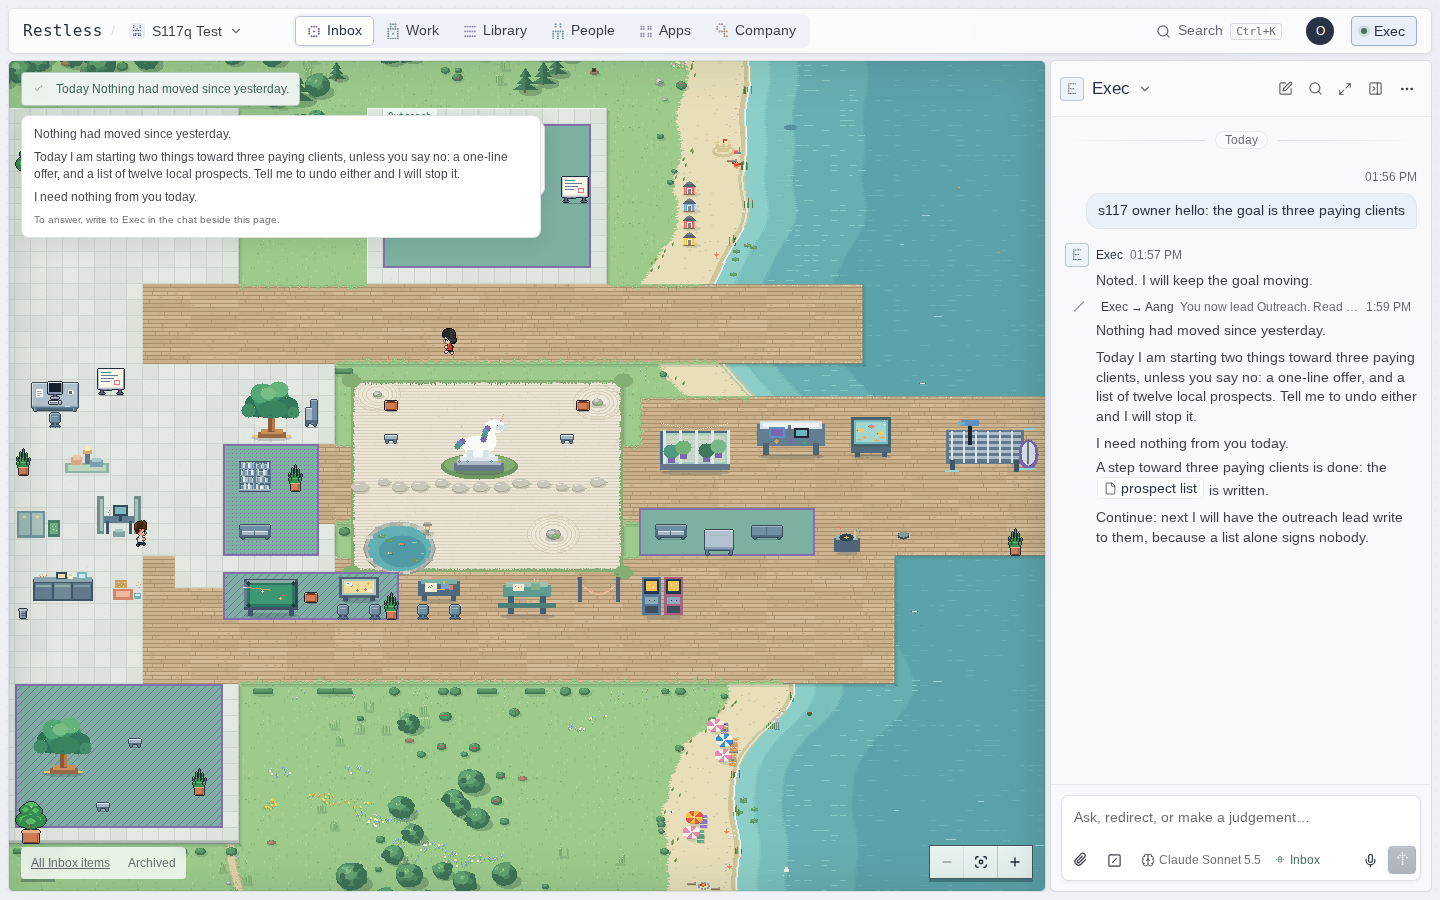 Restless / S117q Test
Inbox Work Library People Apps Company
Search Ctrl+K O Exec
Today Nothing had moved since yesterday.
Nothing had moved since yesterday.
Today I am starting two things toward three paying clients, unless you say no: a one-line
offer, and a list of twelve local prospects. Tell me to undo either and I will stop it.
I need nothing from you today.
To answer, write to Exec in the chat beside this page.
All Inbox items Archived
E Exec
Today
01:56 PM
s117 owner hello: the goal is three paying clients
E Exec 01:57 PM
Noted. I will keep the goal moving.
Exec → Aang You now lead Outreach. Read … 1:59 PM
Nothing had moved since yesterday.
Today I am starting two things toward three paying
clients, unless you say no: a one-line offer, and a
list of twelve local prospects. Tell me to undo either
and I will stop it.
I need nothing from you today.
A step toward three paying clients is done: the
prospect list is written.
Continue: next I will have the outreach lead write
to them, because a list alone signs nobody.
Ask, redirect, or make a judgement…
Claude Sonnet 5.5 Inbox